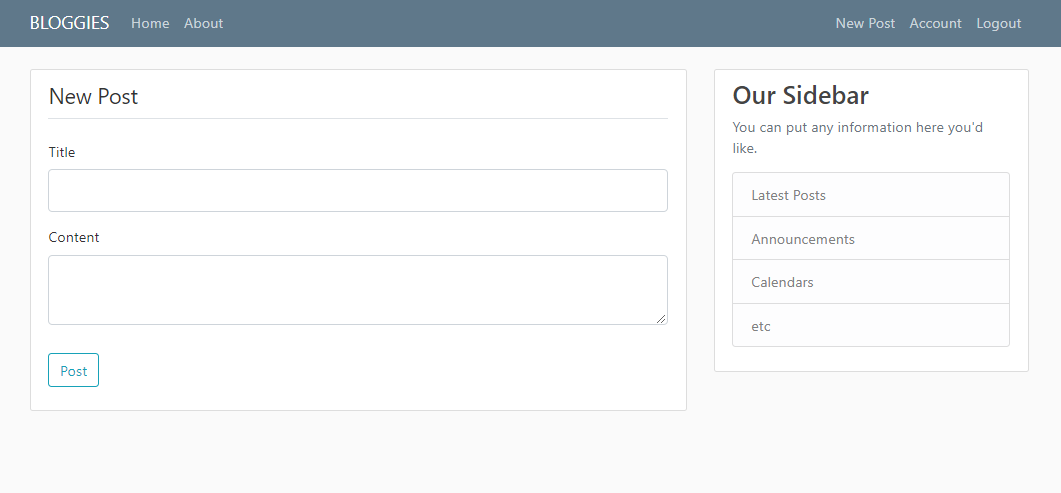 BLOGGIES Home About New Post Account Logout
New Post
Title
Content
Post
Our Sidebar
You can put any information here you'd
like.
Latest Posts
Announcements
Calendars
etc